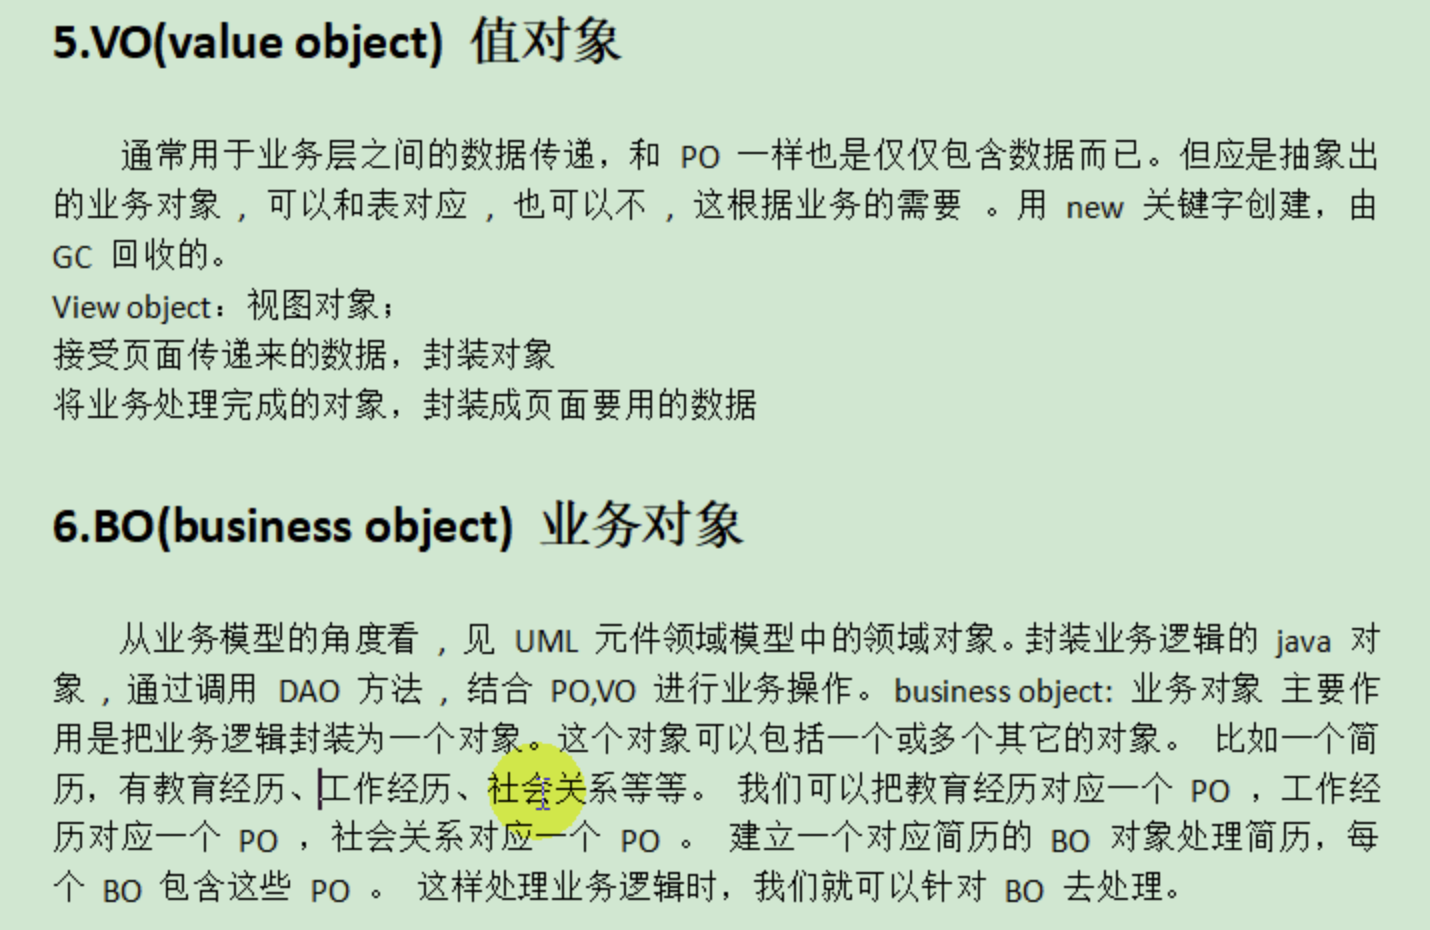 5.VO(value object) 值对象
通常用于业务层之间的数据传递，和 PO 一样也是仅仅包含数据而已。但应是抽象出
的业务对象 , 可以和表对应 , 也可以不 , 这根据业务的需要 。用 new 关键字创建，由
GC 回收的。
View object：视图对象；
接受页面传递来的数据，封装对象
将业务处理完成的对象，封装成页面要用的数据
6.BO(business object) 业务对象
从业务模型的角度看 , 见 UML 元件领域模型中的领域对象。封装业务逻辑的 java 对
象 , 通过调用 DAO 方法 , 结合 PO,VO 进行业务操作。business object: 业务对象 主要作
用是把业务逻辑封装为一个对象。这个对象可以包括一个或多个其它的对象。 比如一个简
历，有教育经历、工作经历、社会关系等等。 我们可以把教育经历对应一个 PO ，工作经
历对应一个 PO ，社会关系对应一个 PO 。 建立一个对应简历的 BO 对象处理简历，每
个 BO 包含这些 PO 。 这样处理业务逻辑时，我们就可以针对 BO 去处理。